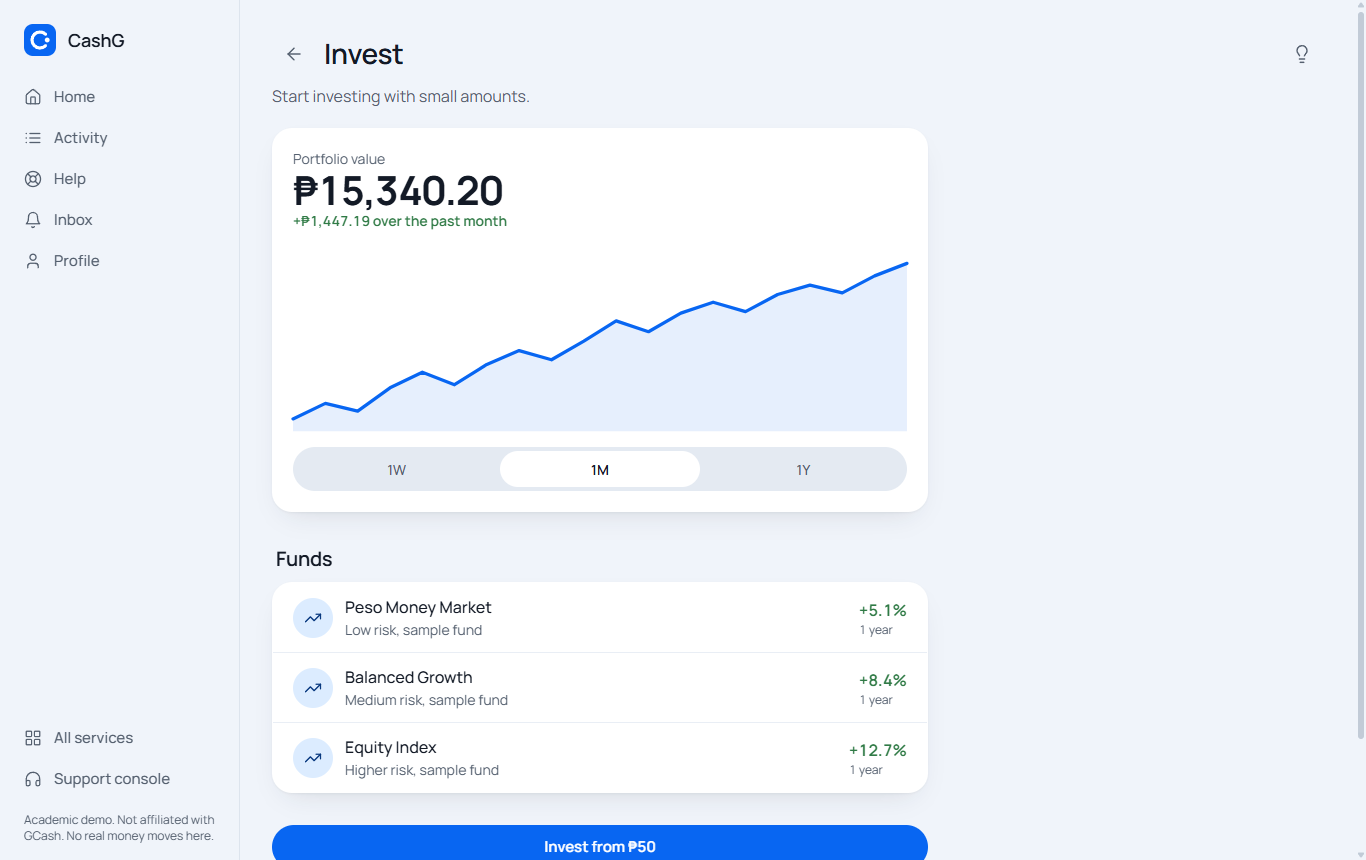 CashG
Home
Activity
Help
Inbox
Profile
All services
Support console
Academic demo. Not affiliated with
GCash. No real money moves here.
Invest
Start investing with small amounts.
Portfolio value
₱15,340.20
+₱1,447.19 over the past month
1W
1M
1Y
Funds
Peso Money Market
Low risk, sample fund
+5.1%
1 year
Balanced Growth
Medium risk, sample fund
+8.4%
1 year
Equity Index
Higher risk, sample fund
+12.7%
1 year
Invest from ₱50